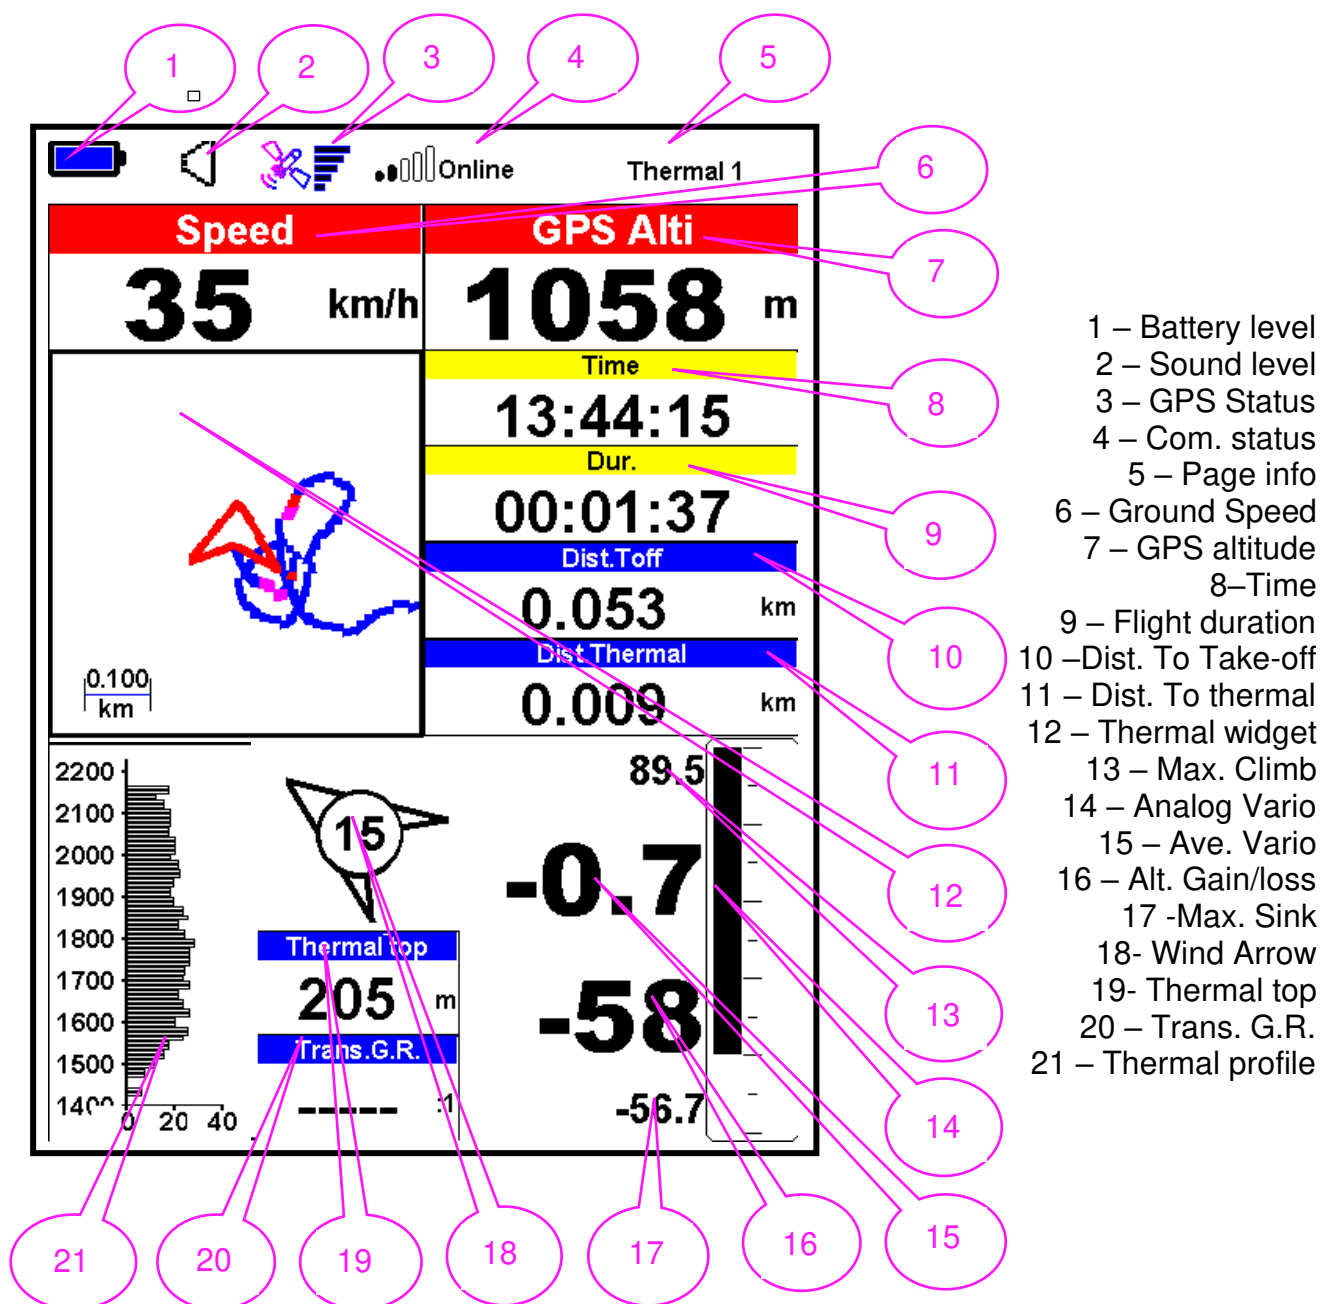 1 2 3 4 5
Online Thermal 1
6
Speed GPS Alti
7
35 km/h 1058 m
Time
8
13:44:15
Dur.
00:01:37
9
Dist.Toff
0.053 km
10
Dist.Thermal
0.009 km
0.100
km
11
12
13
14
15
2200
2100
2000
1900
1800
1700
1600
1500
0 20 40
15
Thermal top
205 m
Trans.G.R.
----- :1
89.5
-0.7
-58
-56.7
21 20 19 18 17 16
1 – Battery level
2 – Sound level
3 – GPS Status
4 – Com. status
5 – Page info
6 – Ground Speed
7 – GPS altitude
8–Time
9 – Flight duration
10 –Dist. To Take-off
11 – Dist. To thermal
12 – Thermal widget
13 – Max. Climb
14 – Analog Vario
15 – Ave. Vario
16 – Alt. Gain/loss
17 -Max. Sink
18- Wind Arrow
19- Thermal top
20 – Trans. G.R.
21 – Thermal profile